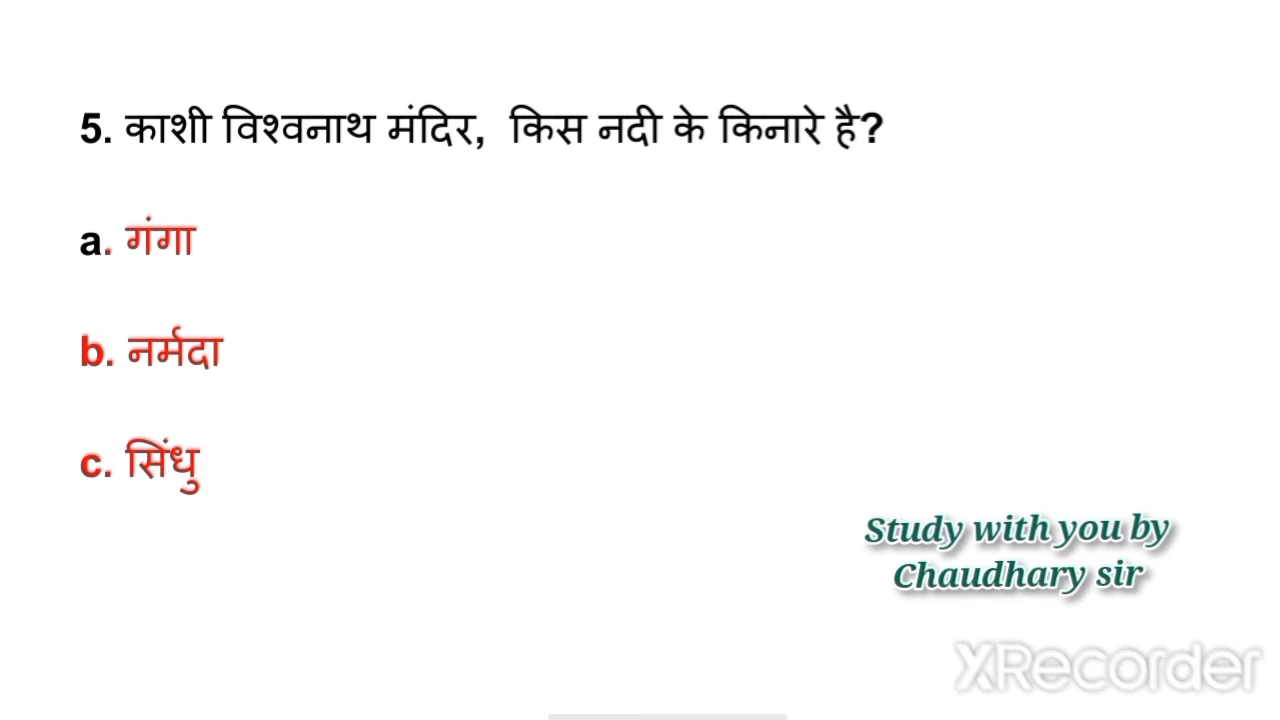 5. काशी विश्वनाथ मंदिर, किस नदी के किनारे है?
a. गंगा
b. नर्मदा
c. सिंधु
Study with you by
Chaudhary sir
XRecorder